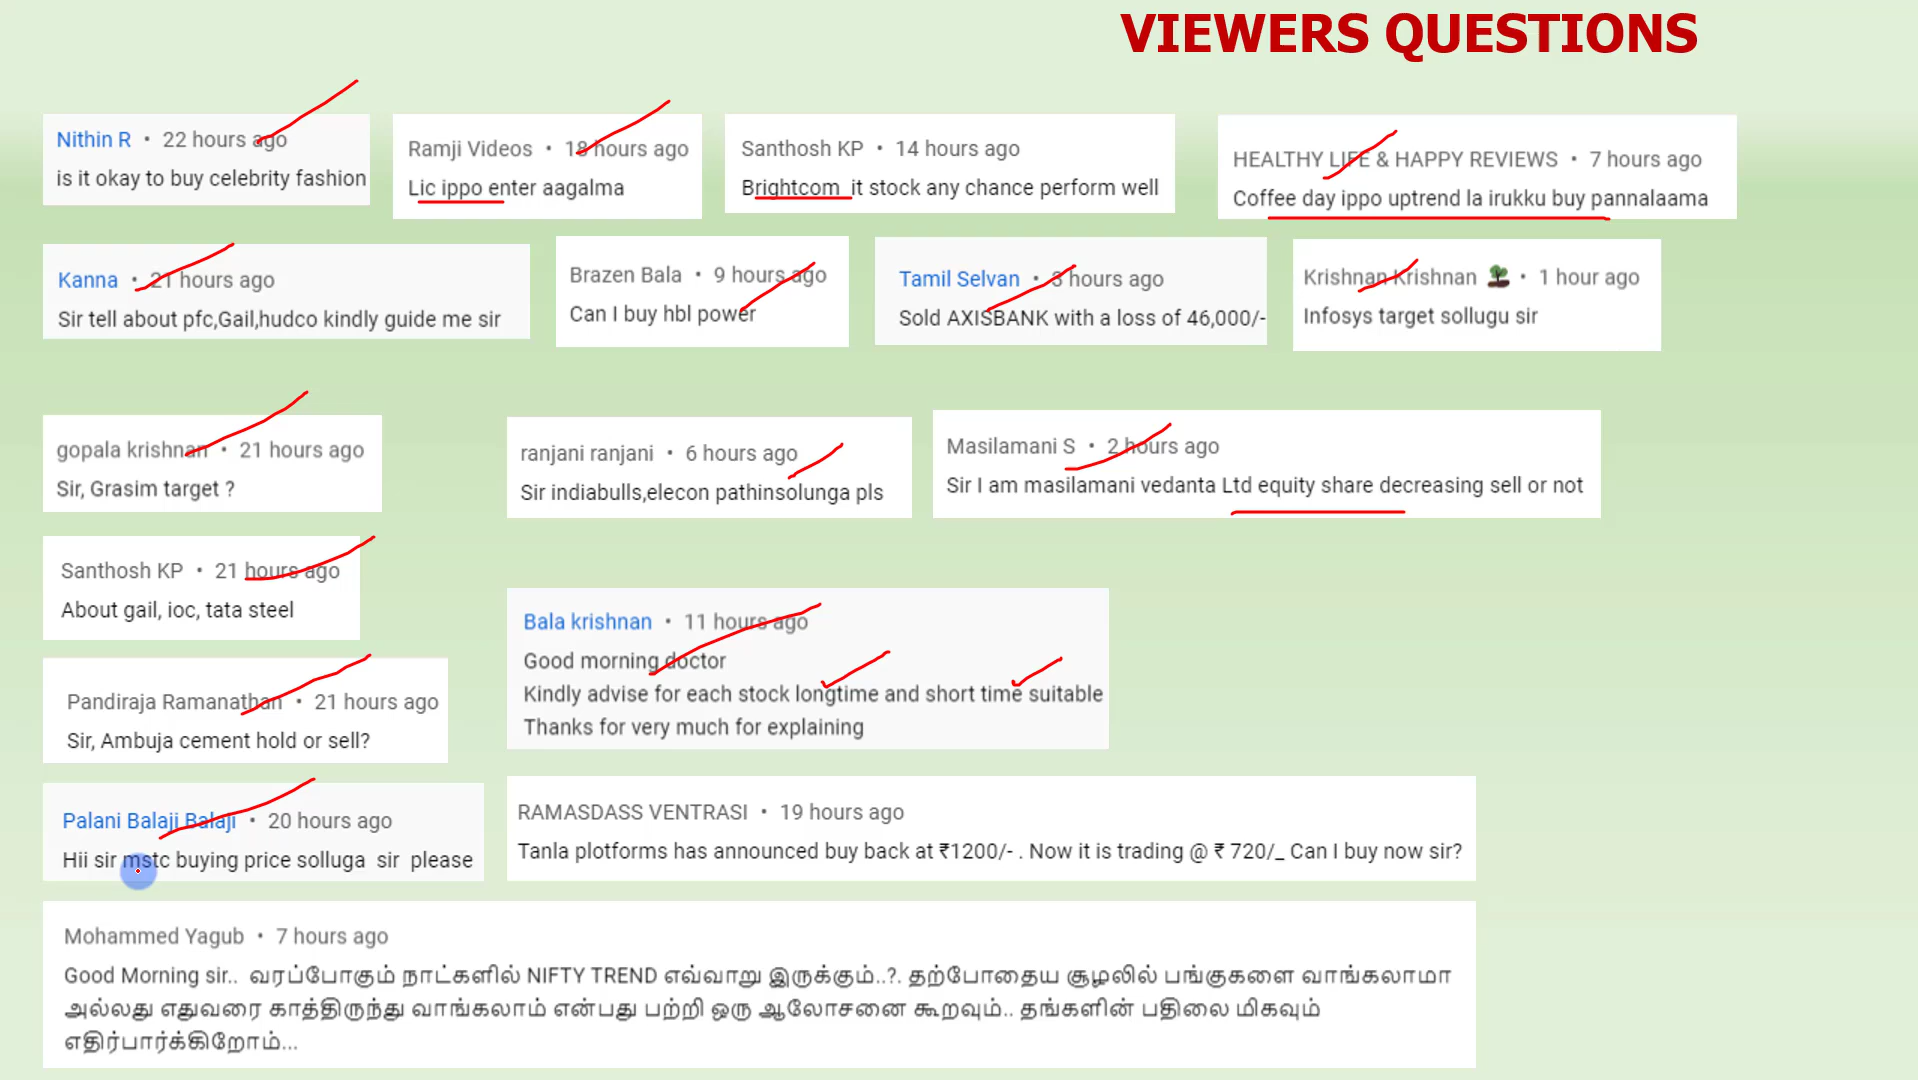 VIEWERS QUESTIONS
Nithin R • 22 hours ago
is it okay to buy celebrity fashion
Ramji Videos • 18 hours ago
Lic ippo enter aagalma
Santhosh KP • 14 hours ago
Brightcom it stock any chance perform well
HEALTHY LIFE & HAPPY REVIEWS • 7 hours ago
Coffee day ippo uptrend la irukku buy pannalaama
Kanna • 21 hours ago
Sir tell about pfc,Gail,hudco kindly guide me sir
Brazen Bala • 9 hours ago
Can I buy hbl power
Tamil Selvan • 3 hours ago
Sold AXISBANK with a loss of 46,000/-
Krishnan Krishnan • 1 hour ago
Infosys target sollugu sir
gopala krishnan • 21 hours ago
Sir, Grasim target ?
ranjani ranjani • 6 hours ago
Sir indiabulls,elecon pathinsolunga pls
Masilamani S • 2 hours ago
Sir I am masilamani vedanta Ltd equity share decreasing sell or not
Santhosh KP • 21 hours ago
About gail, ioc, tata steel
Bala krishnan • 11 hours ago
Good morning doctor
Kindly advise for each stock longtime and short time suitable
Thanks for very much for explaining
Pandiraja Ramanathan • 21 hours ago
Sir, Ambuja cement hold or sell?
Palani Balaji Balaji • 20 hours ago
Hii sir mstc buying price solluga sir please
RAMASDASS VENTRASI • 19 hours ago
Tanla plotforms has announced buy back at ₹1200/- . Now it is trading @ ₹ 720/_ Can I buy now sir?
Mohammed Yagub • 7 hours ago
Good Morning sir.. வரப்போகும் நாட்களில் NIFTY TREND எவ்வாறு இருக்கும்..?. தற்போதைய சூழலில் பங்குகளை வாங்கலாமா
அல்லது எதுவரை காத்திருந்து வாங்கலாம் என்பது பற்றி ஒரு ஆலோசனை கூறவும்.. தங்களின் பதிலை மிகவும்
எதிர்பார்க்கிறோம்...